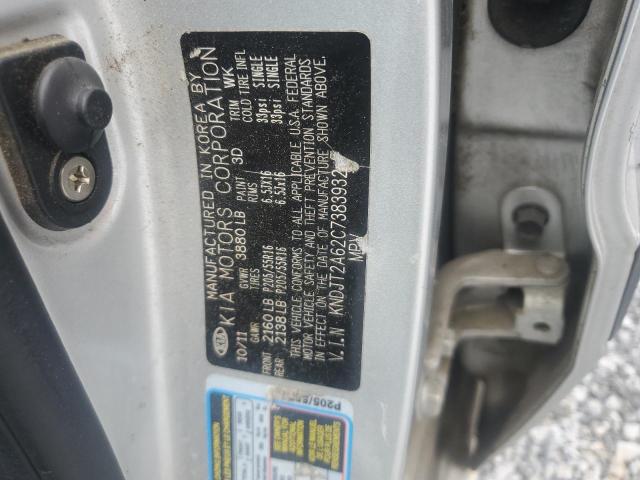 MANUFACTURED IN KOREA BY
KIA KIA MOTORS CORPORATION
10/11 GVWR 3880 LB PAINT 3D TRIM WK
GAWR TIRES RIMS COLD TIRE INFL
FRONT 2160 LB P205/55R16 6.5JX16 33psi SINGLE
REAR 2138 LB P205/55R16 6.5JX16 33psi SINGLE
THIS VEHICLE CONFORMS TO ALL APPLICABLE U.S.A. FEDERAL
MOTOR VEHICLE SAFETY AND THEFT PREVENTION STANDARDS
IN EFFECT ON THE DATE OF MANUFACTURE SHOWN ABOVE.
V.I.N KNDJT2A62C7383932
MPV
P205/55